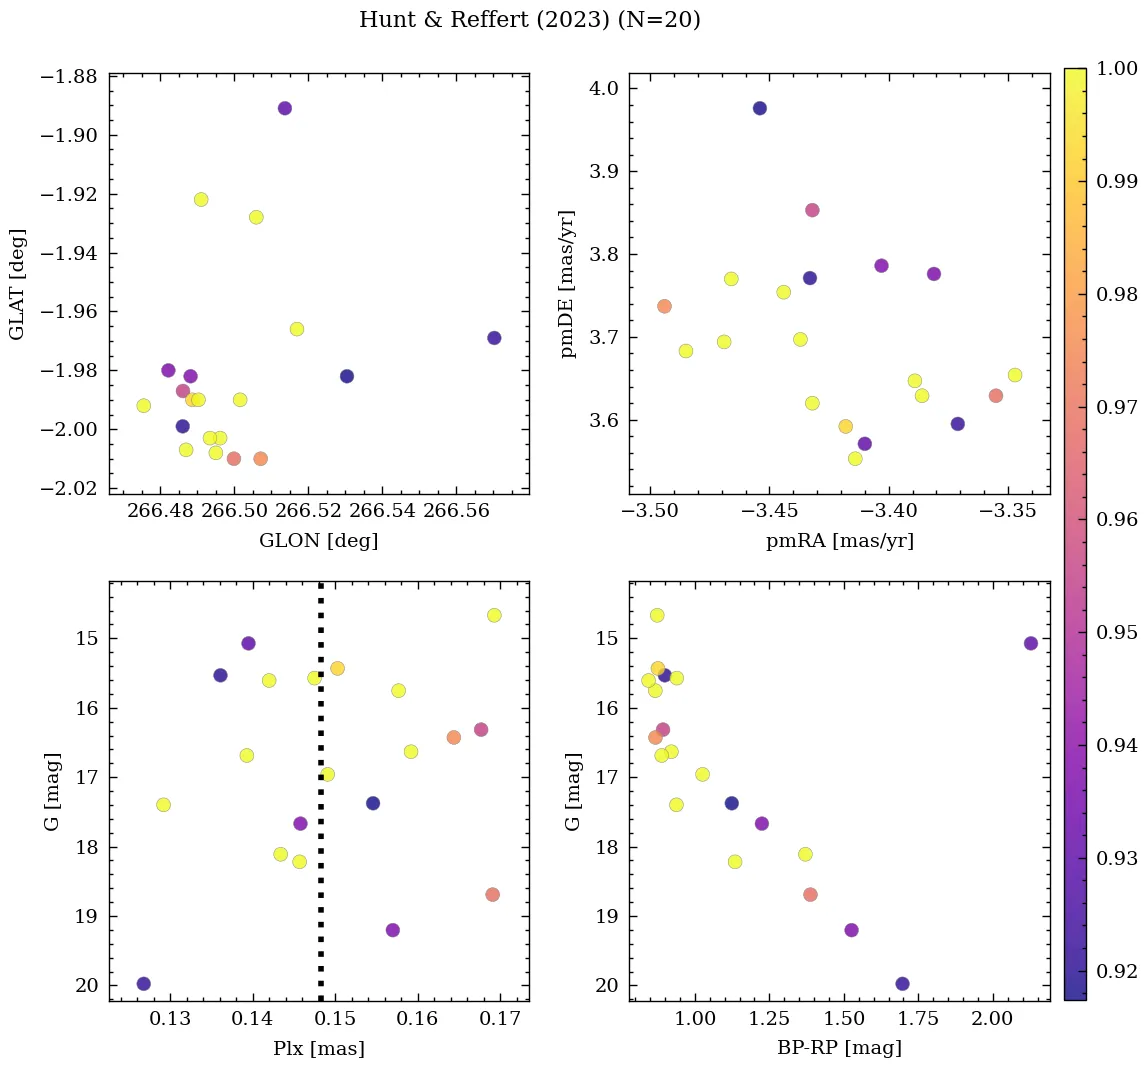 Hunt & Reffert (2023) (N=20)
−1.88
−1.90
−1.92
−1.94
−1.96
−1.98
−2.00
−2.02
GLAT [deg]
266.48 266.50 266.52 266.54 266.56
GLON [deg]
4.0
3.9
3.8
3.7
3.6
pmDE [mas/yr]
−3.50 −3.45 −3.40 −3.35
pmRA [mas/yr]
1.00
0.99
0.98
0.97
0.96
0.95
0.94
0.93
0.92
15
16
17
18
19
20
G [mag]
0.13 0.14 0.15 0.16 0.17
Plx [mas]
15
16
17
18
19
20
G [mag]
1.00 1.25 1.50 1.75 2.00
BP-RP [mag]